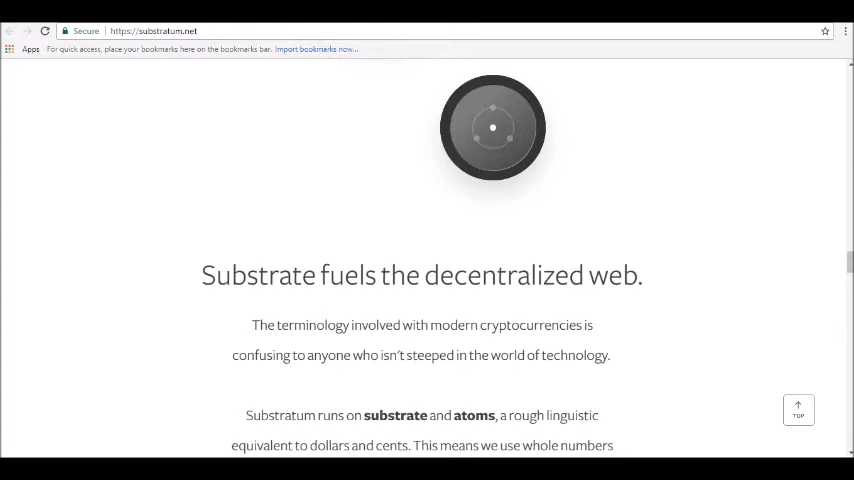 Secure https://substratum.net
Apps For quick access, place your bookmarks here on the bookmarks bar. Import bookmarks now...
Substrate fuels the decentralized web.
The terminology involved with modern cryptocurrencies is
confusing to anyone who isn't steeped in the world of technology.
Substratum runs on substrate and atoms, a rough linguistic
equivalent to dollars and cents. This means we use whole numbers
TOP